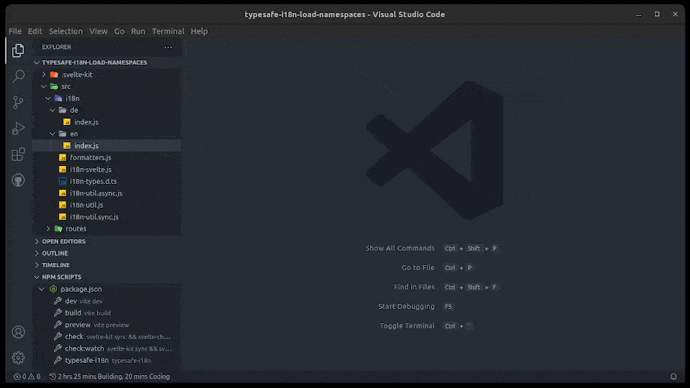 typesafe-i18n-load-namespaces - Visual Studio Code
File Edit Selection View Go Run Terminal Help
EXPLORER
TYPESAFE-I18N-LOAD-NAMESPACES
.svelte-kit
src
i18n
de
index.js
en
index.js
formatters.js
i18n-svelte.js
i18n-types.d.ts
i18n-util.async.js
i18n-util.js
i18n-util.sync.js
routes
OPEN EDITORS
OUTLINE
TIMELINE
NPM SCRIPTS
package.json
dev vite dev
build vite build
preview vite preview
check svelte-kit sync && svelte-ch...
check:watch svelte-kit sync && svelte...
typesafe-i18n typesafe-i18n
Show All Commands Ctrl + Shift + P
Go to File Ctrl + P
Find in Files Ctrl + Shift + F
Start Debugging F5
Toggle Terminal Ctrl + `
0 0 2 hrs 25 mins Building, 20 mins Coding